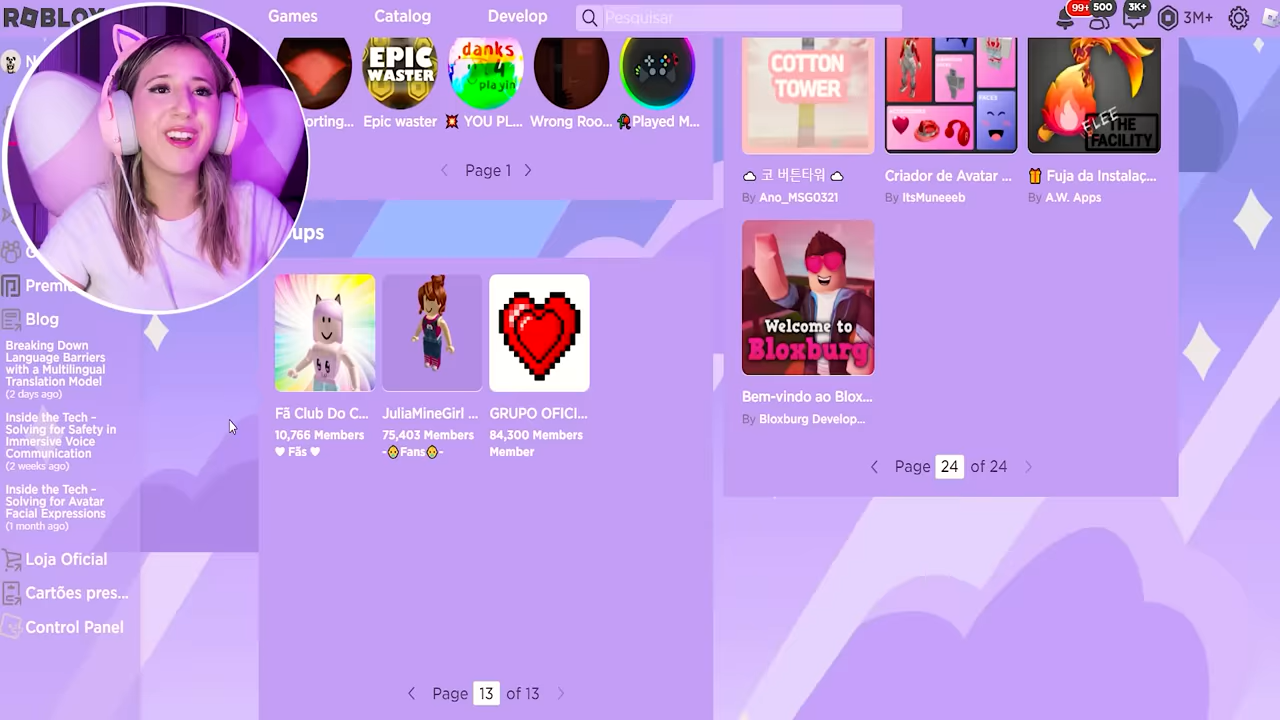 ROBLOX
Games
Catalog
Develop
Pesquisar
99+
500
3K+
3M+
EPIC
WASTER
danks
playin
orting...
Epic waster
💥 YOU PL...
Wrong Roo...
Played M...
Page 1
COTTON
TOWER
FACES
FLEE
THE
FACILITY
☁ 코 버튼타워 ☁
By Ano_MSG0321
Criador de Avatar ...
By ItsMuneeeb
🎁 Fuja da Instalaç...
By A.W. Apps
ups
Premi
Blog
Breaking Down
Language Barriers
with a Multilingual
Translation Model
(2 days ago)
Inside the Tech –
Solving for Safety in
Immersive Voice
Communication
(2 weeks ago)
Inside the Tech –
Solving for Avatar
Facial Expressions
(1 month ago)
Loja Oficial
Cartões pres...
Control Panel
Fã Club Do C...
10,766 Members
♥ Fãs ♥
JuliaMineGirl ...
75,403 Members
-👶Fans👶-
GRUPO OFICI...
84,300 Members
Member
Page 13 of 13
Welcome to
Bloxburg
Bem-vindo ao Blox...
By Bloxburg Develop...
Page 24 of 24